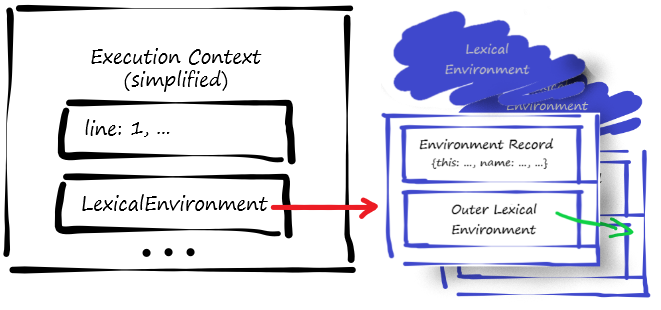 Execution Context
(simplified)
line: 1, ...
LexicalEnvironment
...
Lexical
Environment
Environment
Environment Record
{this: ..., name: ..., ...}
Outer Lexical
Environment